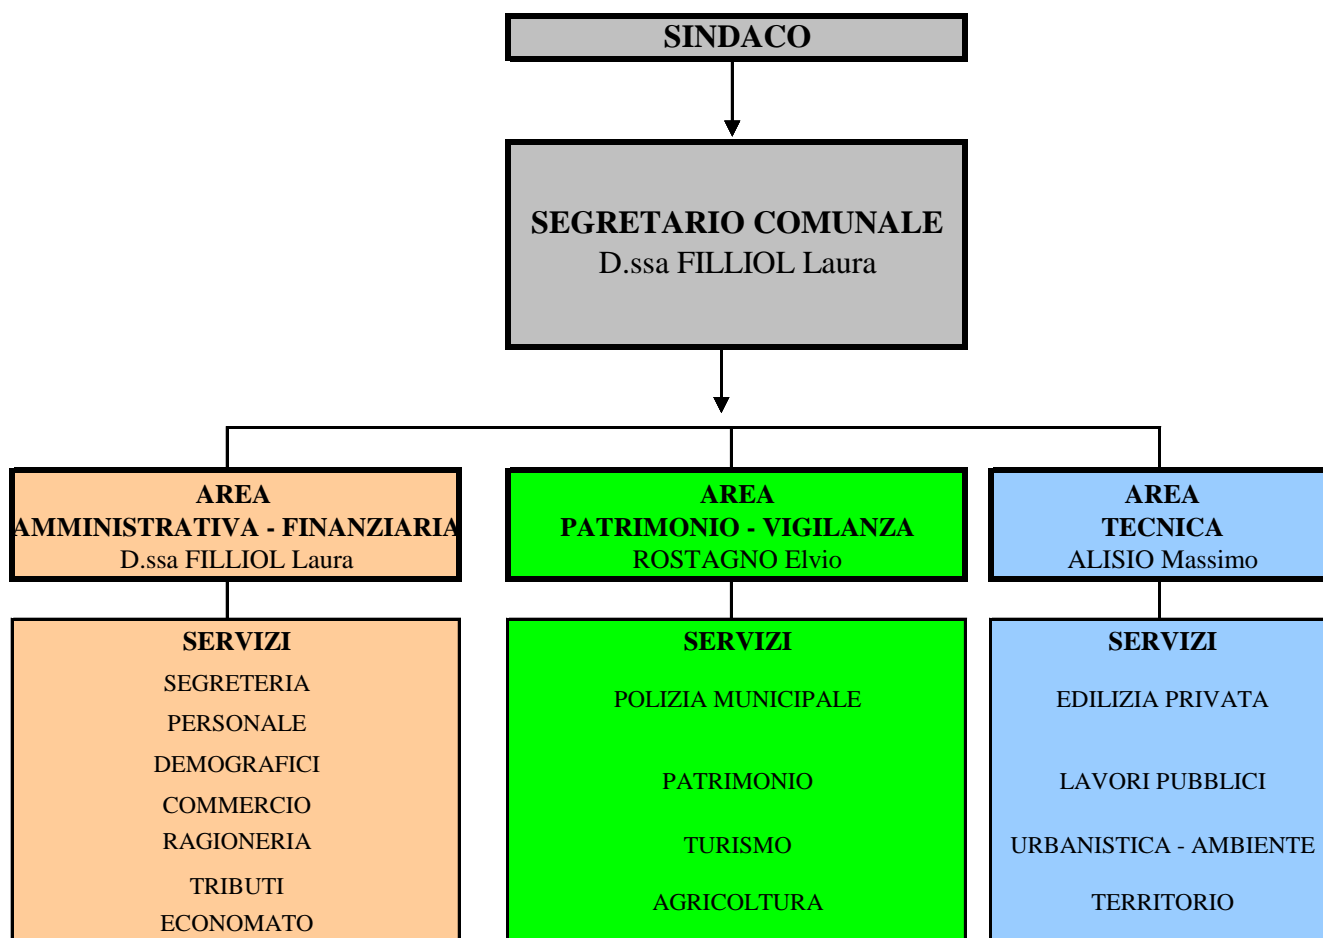 SINDACO
SEGRETARIO COMUNALE
D.ssa FILLIOL Laura
AREA
AMMINISTRATIVA - FINANZIARIA
D.ssa FILLIOL Laura
AREA
PATRIMONIO - VIGILANZA
ROSTAGNO Elvio
AREA
TECNICA
ALISIO Massimo
SERVIZI
SEGRETERIA
PERSONALE
DEMOGRAFICI
COMMERCIO
RAGIONERIA
TRIBUTI
ECONOMATO
SERVIZI
POLIZIA MUNICIPALE
PATRIMONIO
TURISMO
AGRICOLTURA
SERVIZI
EDILIZIA PRIVATA
LAVORI PUBBLICI
URBANISTICA - AMBIENTE
TERRITORIO